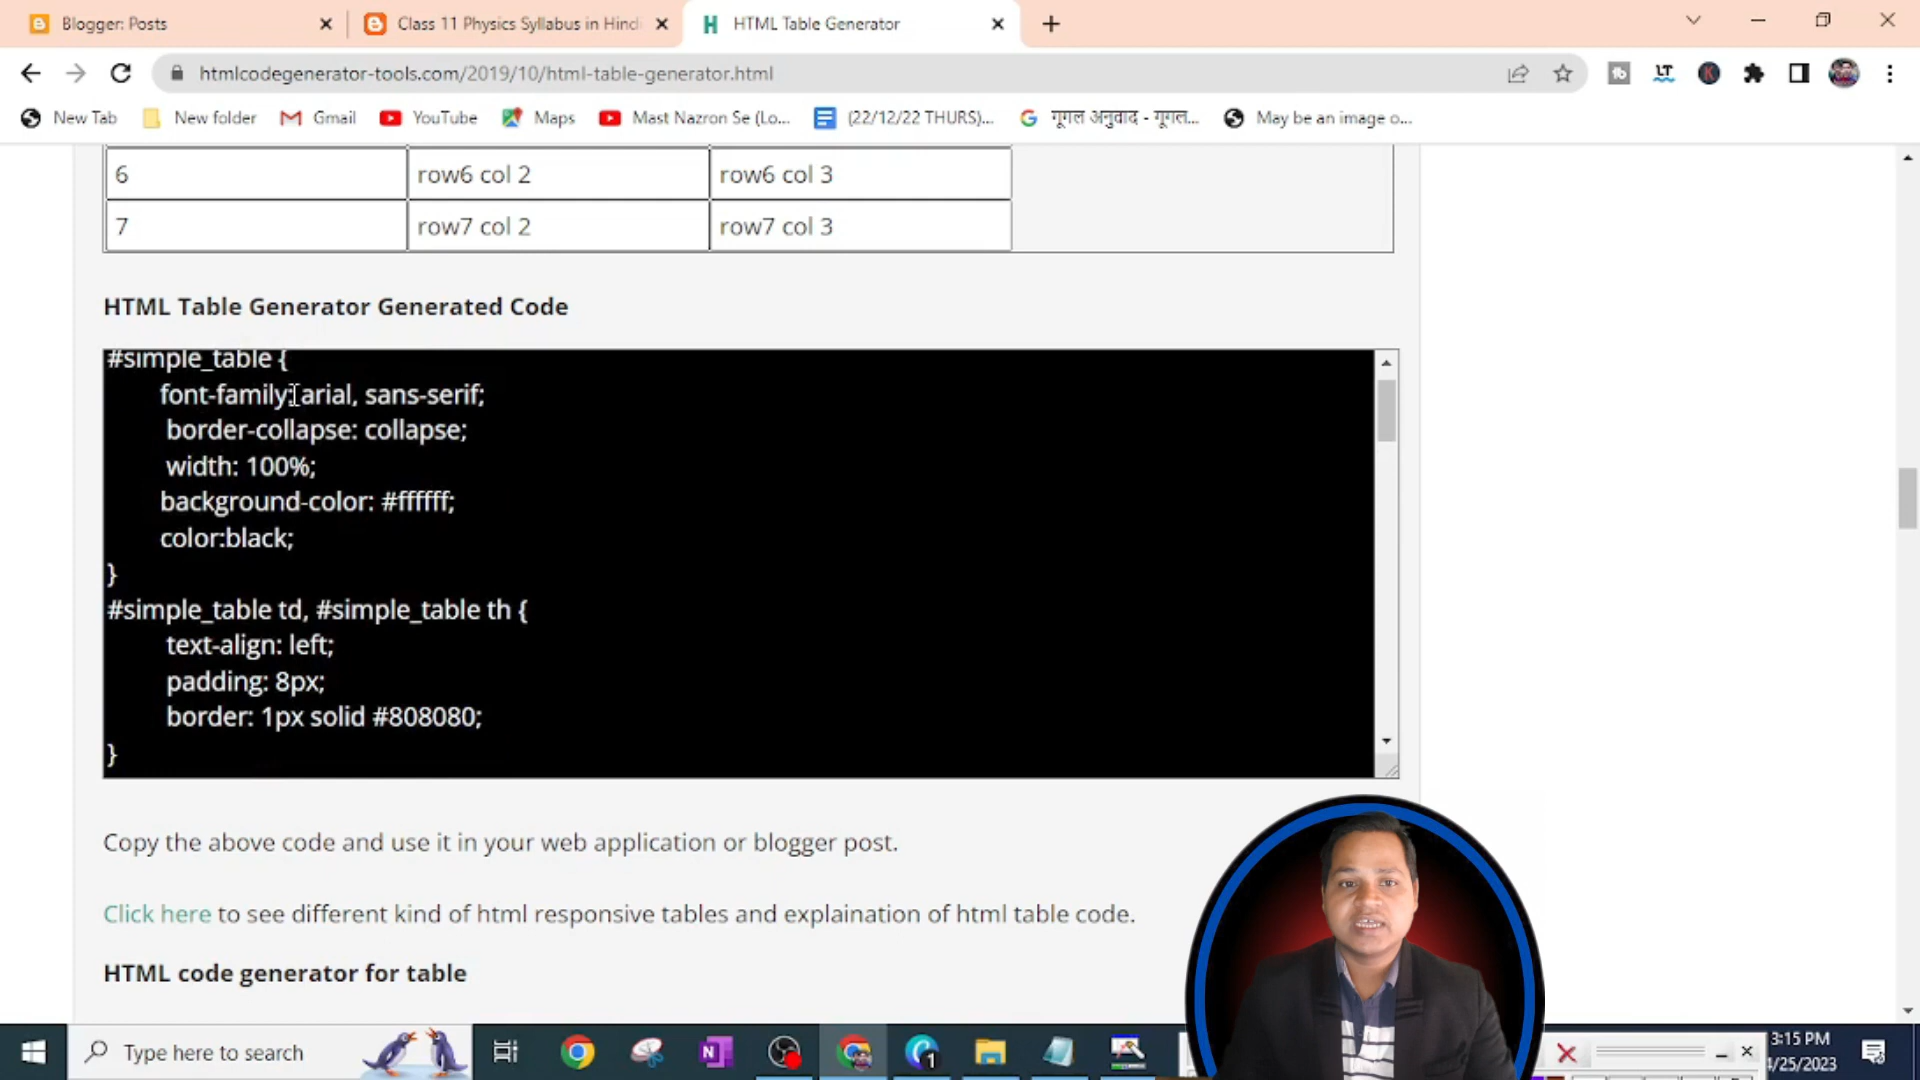 Blogger: Posts
Class 11 Physics Syllabus in Hindi
HTML Table Generator
htmlcodegenerator-tools.com/2019/10/html-table-generator.html
New Tab
New folder
Gmail
YouTube
Maps
Mast Nazron Se (Lo...
(22/12/22 THURS)...
गूगल अनुवाद - गूगल...
May be an image o...
6 row6 col 2 row6 col 3
7 row7 col 2 row7 col 3
HTML Table Generator Generated Code
#simple_table {
font-family: arial, sans-serif;
border-collapse: collapse;
width: 100%;
background-color: #ffffff;
color:black;
}
#simple_table td, #simple_table th {
text-align: left;
padding: 8px;
border: 1px solid #808080;
}
Copy the above code and use it in your web application or blogger post.
Click here to see different kind of html responsive tables and explaination of html table code.
HTML code generator for table
Type here to search
1
3:15 PM
4/25/2023